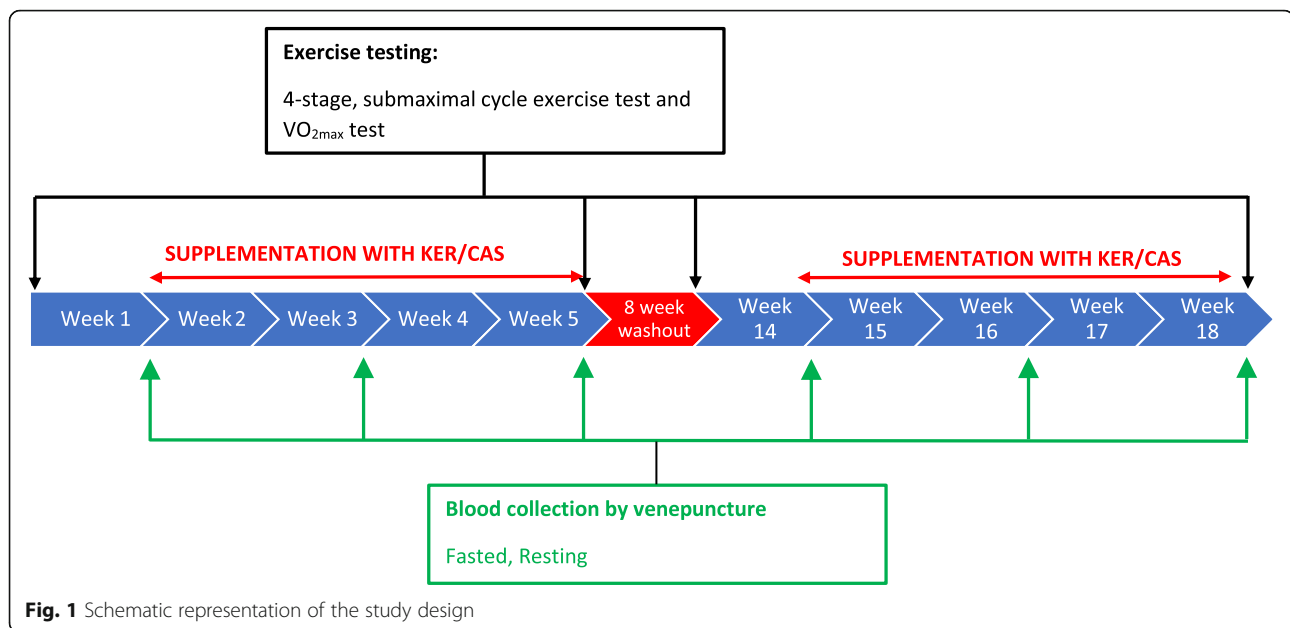 Exercise testing:
4-stage, submaximal cycle exercise test and
VO2max test
SUPPLEMENTATION WITH KER/CAS
SUPPLEMENTATION WITH KER/CAS
Week 1
Week 2
Week 3
Week 4
Week 5
8 week
washout
Week
14
Week
15
Week
16
Week
17
Week
18
Blood collection by venepuncture
Fasted, Resting
Fig. 1 Schematic representation of the study design